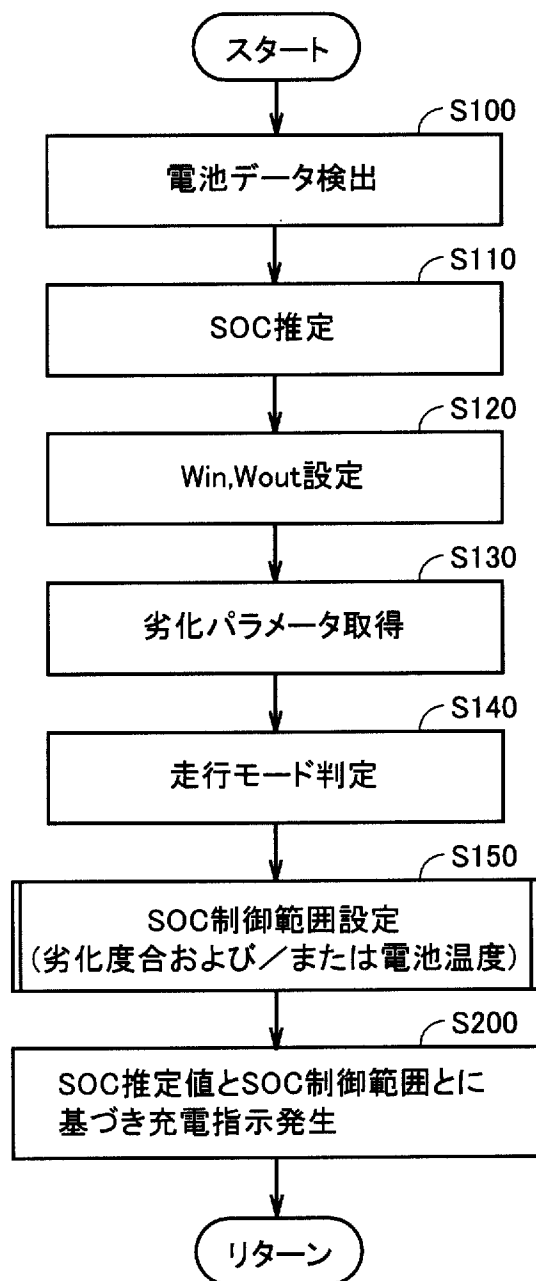 スタート
S100
電池データ検出
S110
SOC推定
S120
Win,Wout設定
S130
劣化パラメータ取得
S140
走行モード判定
S150
SOC制御範囲設定
(劣化度合および／または電池温度)
S200
SOC推定値とSOC制御範囲とに
基づき充電指示発生
リターン